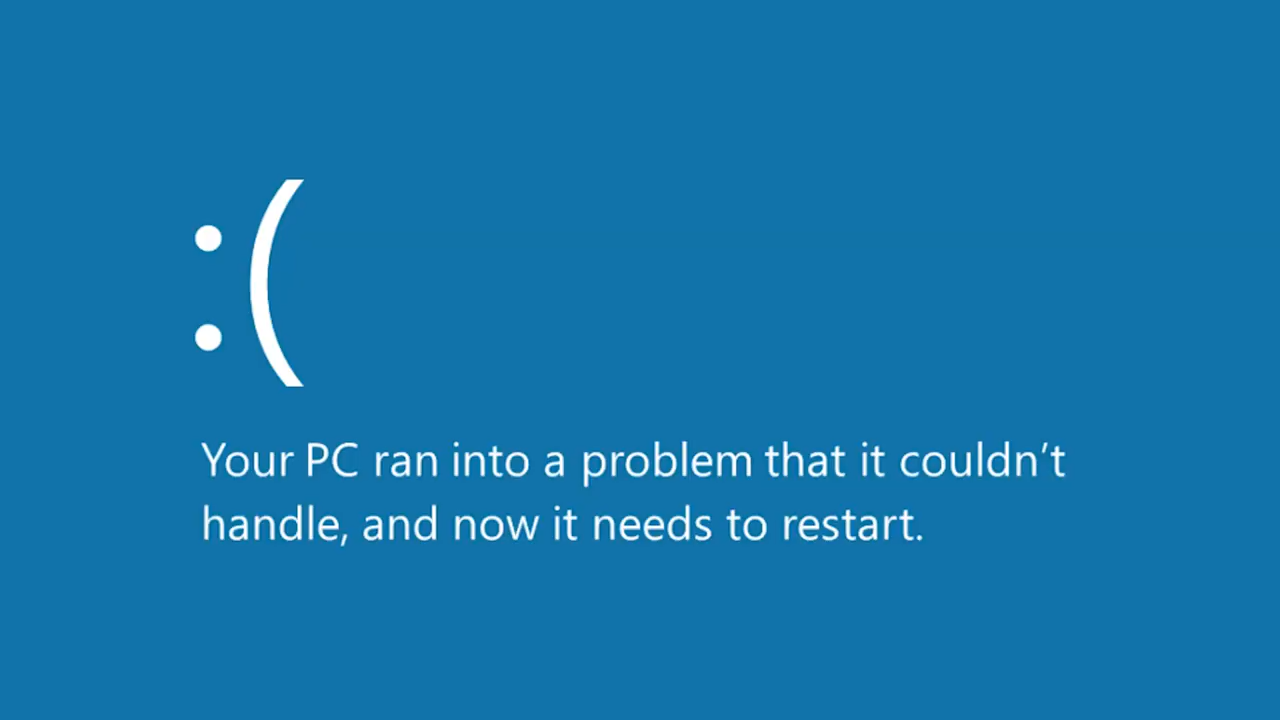 :(
Your PC ran into a problem that it couldn’t
handle, and now it needs to restart.